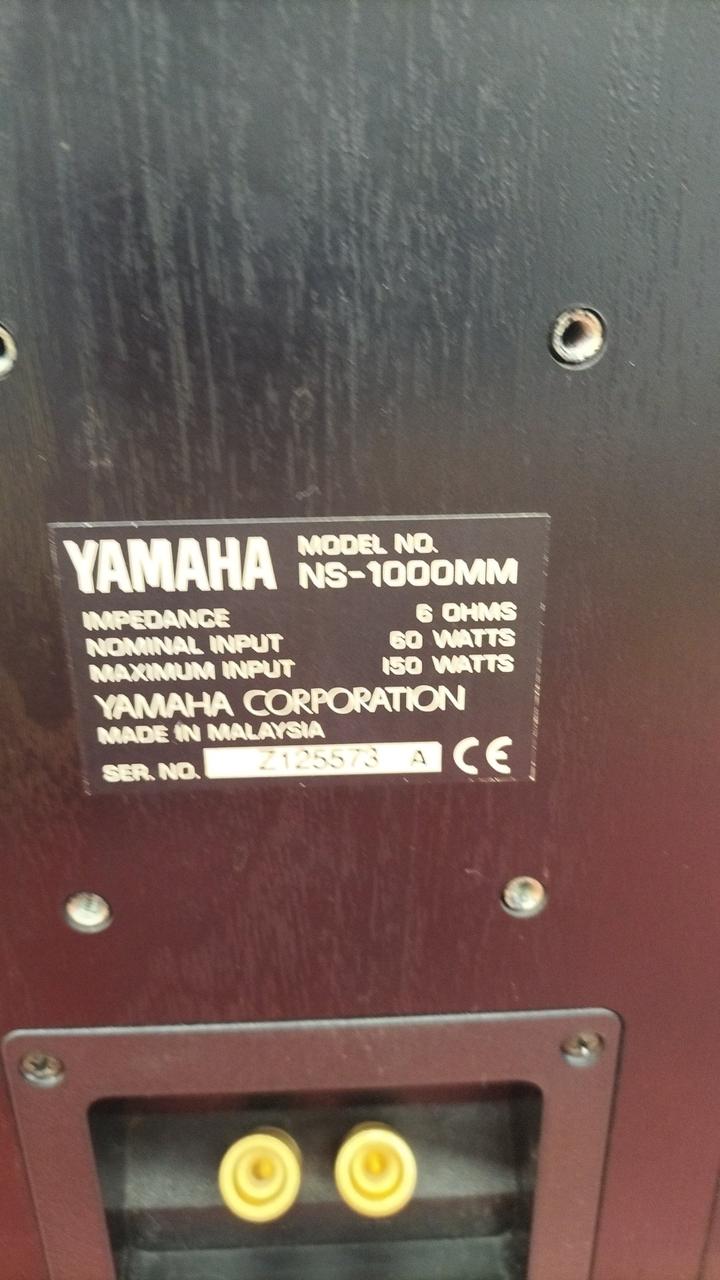 YAMAHA MODEL NO.
NS-1000MM
IMPEDANCE 6 OHMS
NOMINAL INPUT 60 WATTS
MAXIMUM INPUT 150 WATTS
YAMAHA CORPORATION
MADE IN MALAYSIA
SER. NO. Z125573 A CE